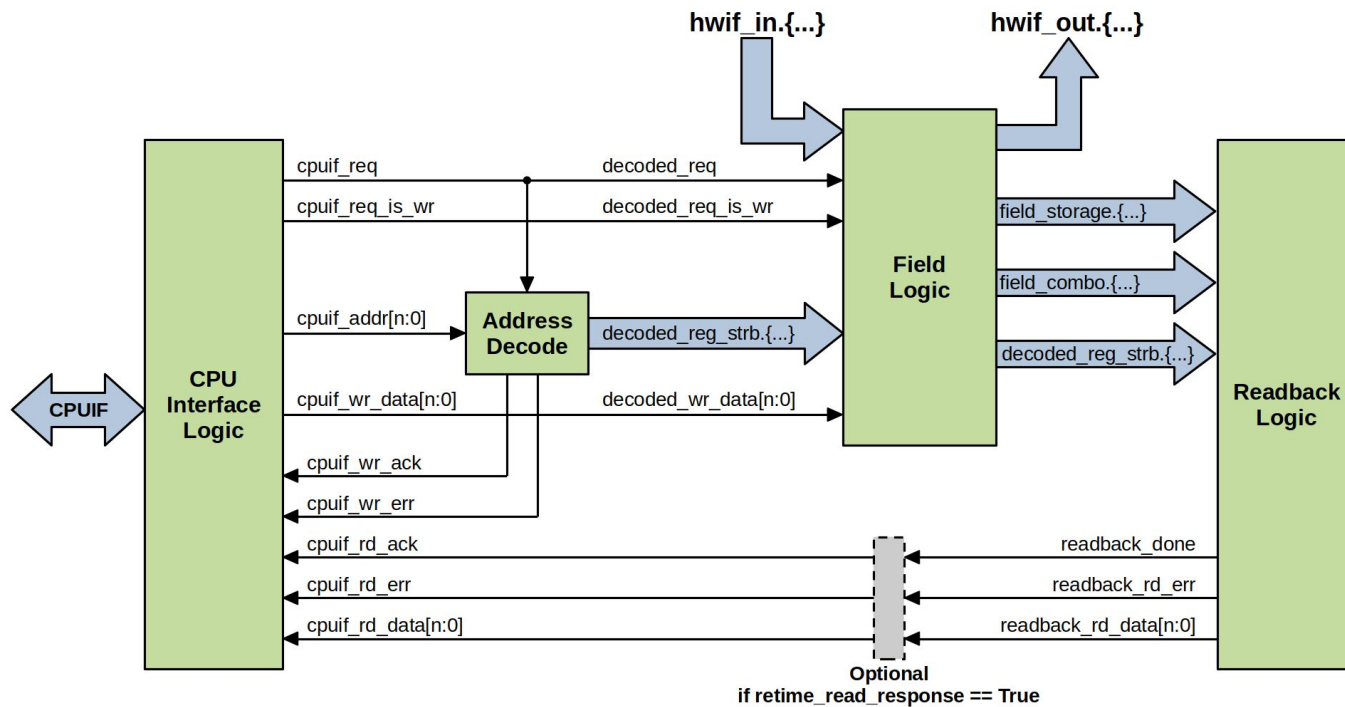 hwif_in.{...}
hwif_out.{...}
cpuif_req
decoded_req
cpuif_req_is_wr
decoded_req_is_wr
field_storage.{...}
Field
Logic
field_combo.{...}
cpuif_addr[n:0]
Address
Decode
decoded_reg_strb.{...}
decoded_reg_strb.{...}
CPUIF
CPU
Interface
Logic
cpuif_wr_data[n:0]
decoded_wr_data[n:0]
Readback
Logic
cpuif_wr_ack
cpuif_wr_err
cpuif_rd_ack
readback_done
cpuif_rd_err
readback_rd_err
cpuif_rd_data[n:0]
readback_rd_data[n:0]
Optional
if retime_read_response == True